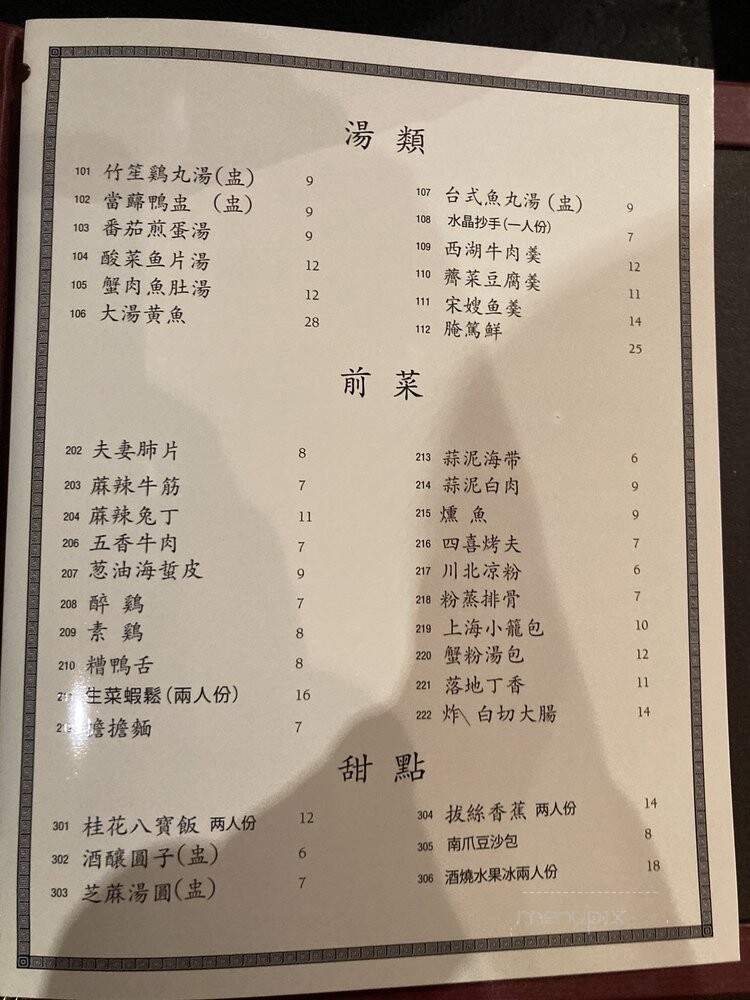 湯類
101 竹笙鷄丸湯(盅) 9
102 當歸鴨盅 (盅) 9
103 番茄煎蛋湯 9
104 酸菜鱼片湯 12
105 蟹肉魚肚湯 12
106 大湯黄魚 28
107 台式魚丸湯(盅) 9
108 水晶抄手(一人份) 7
109 西湖牛肉羹 12
110 薺菜豆腐羹 11
111 宋嫂鱼羹 14
112 腌篤鮮 25
前菜
202 夫妻肺片 8
203 蔴辣牛筋 7
204 蔴辣兔丁 11
206 五香牛肉 7
207 葱油海蜇皮 9
208 醉鷄 7
209 素鷄 8
210 糟鴨舌 8
生菜蝦鬆(兩人份) 16
擔擔麵 7
213 蒜泥海带 6
214 蒜泥白肉 9
215 燻魚 9
216 四喜烤夫 7
217 川北凉粉 6
218 粉蒸排骨 7
219 上海小籠包 10
220 蟹粉湯包 12
221 落地丁香 11
222 炸\白切大腸 14
甜點
301 桂花八寶飯 两人份 12
302 酒釀圓子(盅) 6
303 芝蔴湯圓(盅) 7
304 拔絲香蕉 两人份 14
305 南爪豆沙包 8
306 酒燒水果冰兩人份 18
menupix